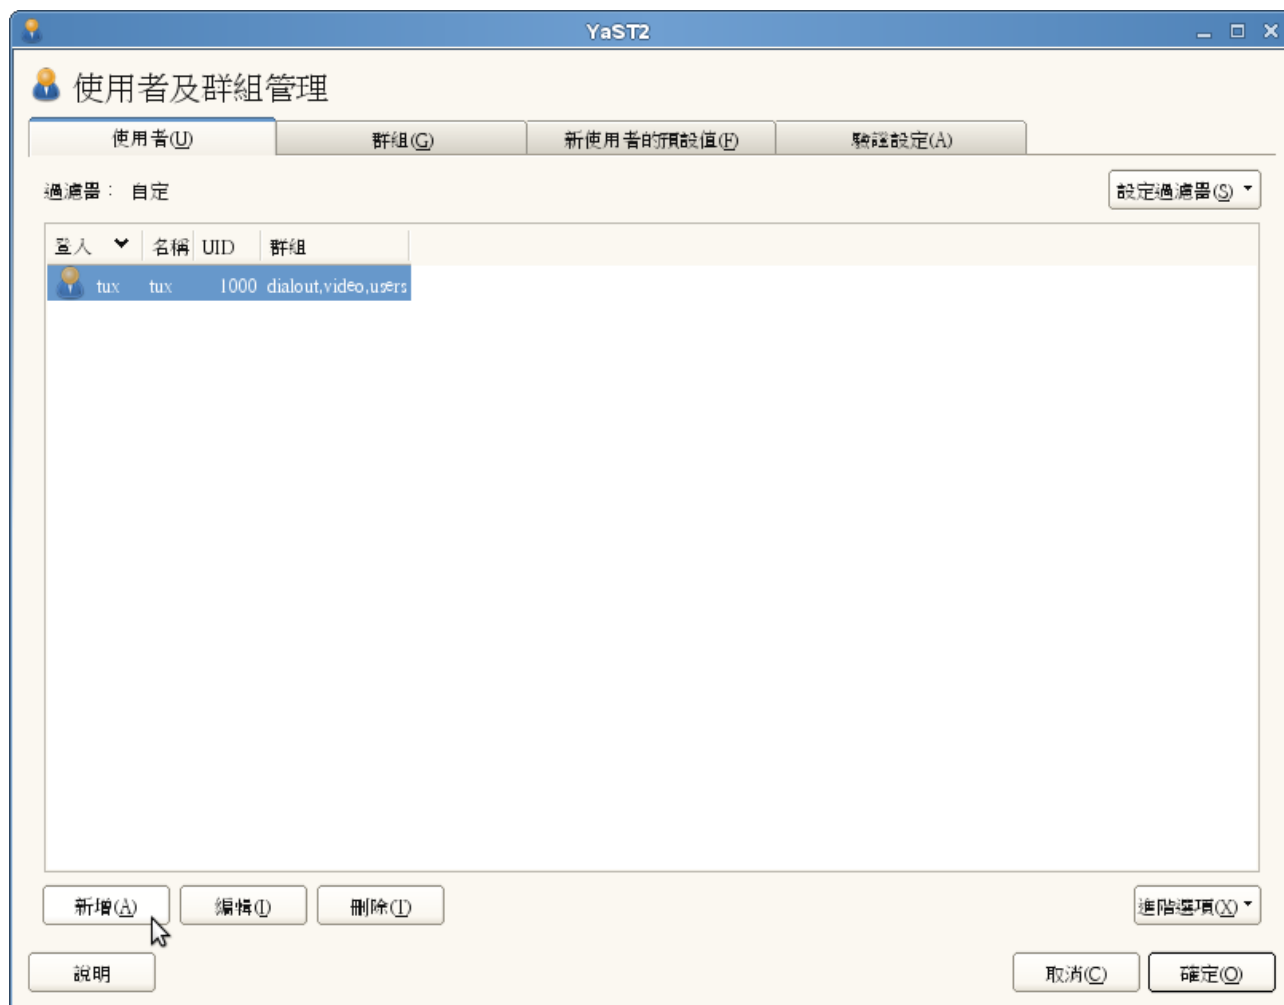 YaST2
使用者及群組管理
使用者(U) 群組(G) 新使用者的預設值(F) 驗證設定(A)
過濾器： 自定 設定過濾器(S)
登入 名稱 UID 群組
tux tux 1000 dialout,video,users
新增(A) 編輯(I) 刪除(T) 進階選項(X)
說明 取消(C) 確定(O)